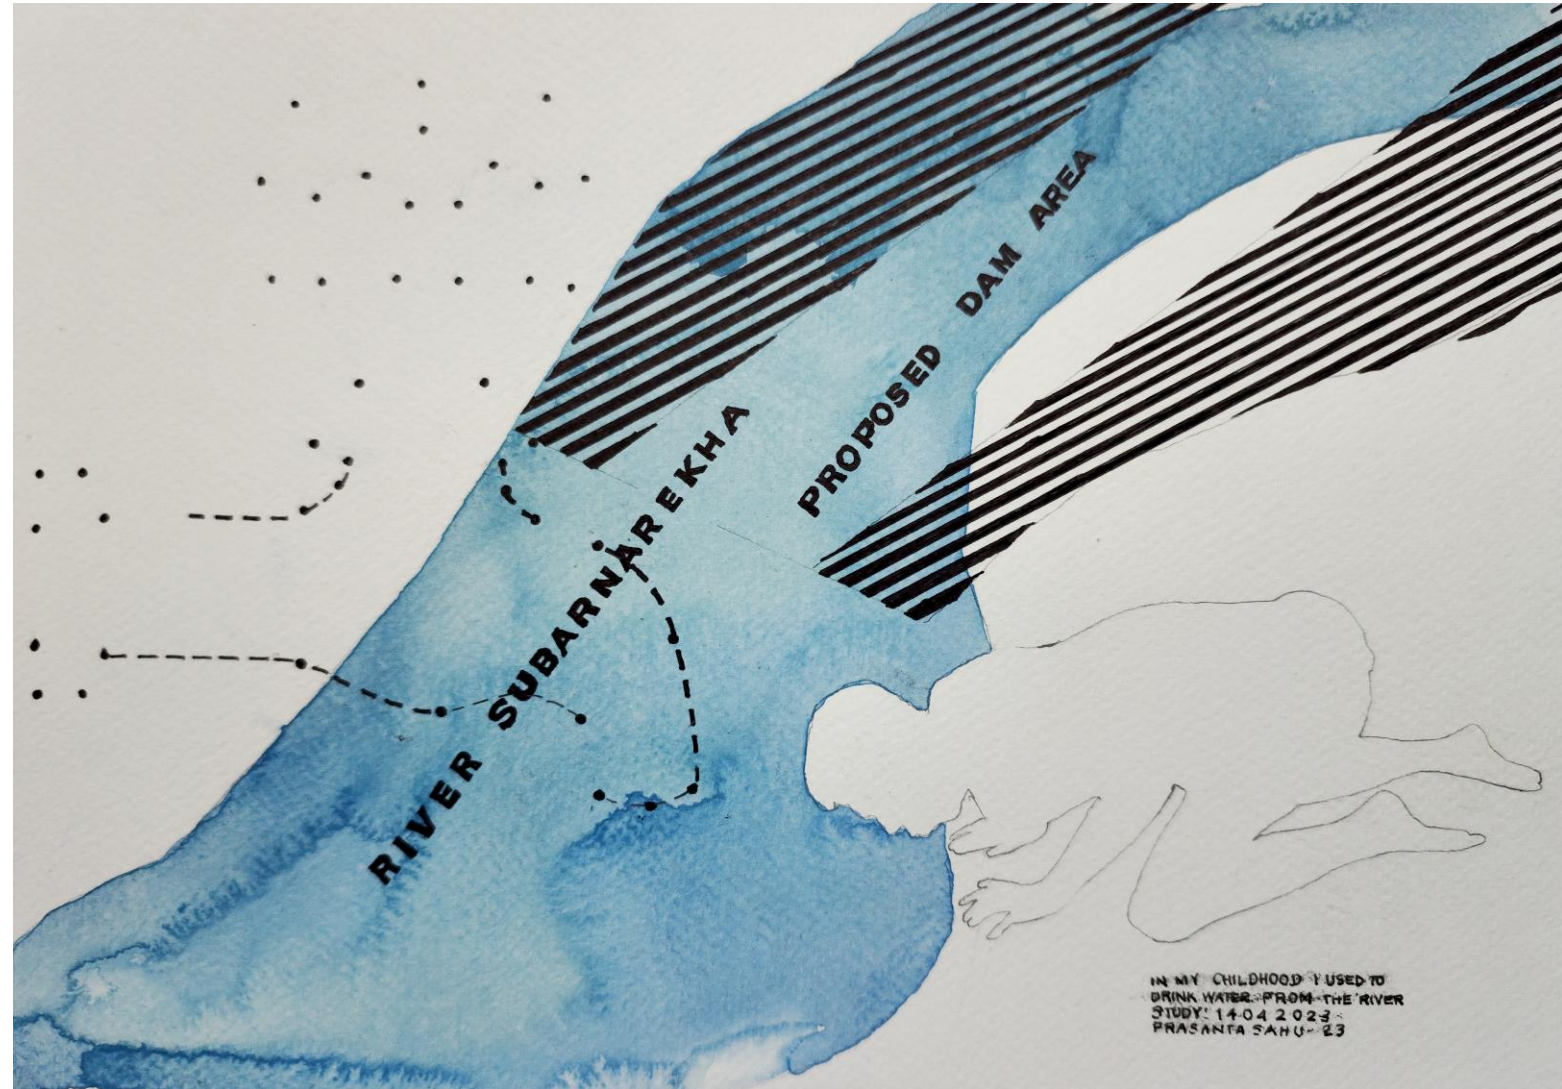 RIVER SUBARNAREKHA
PROPOSED DAM AREA
IN MY CHILDHOOD I USED TO
DRINK WATER FROM THE RIVER
STUDY: 14 04 2023
PRASANTA SAHU-23